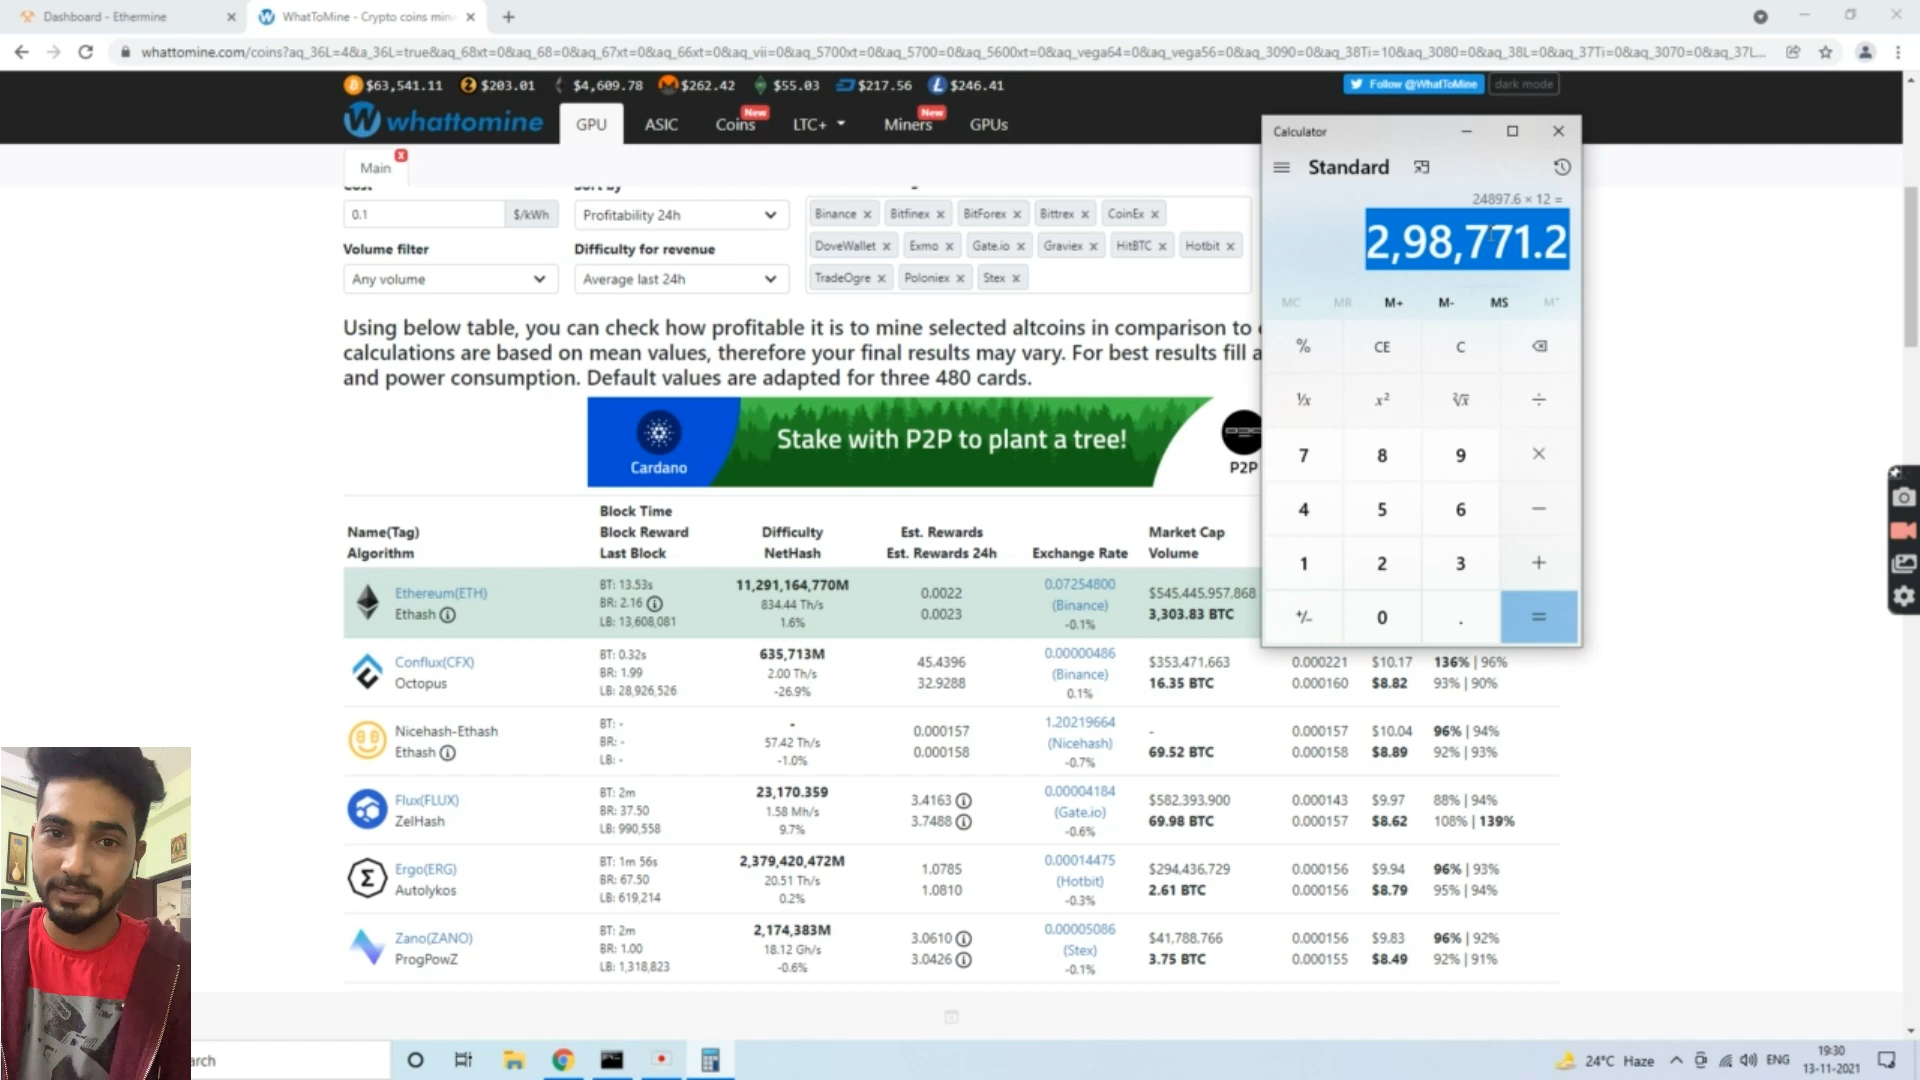 Dashboard - Ethermine
WhatToMine - Crypto coins mini
whattomine.com/coins?aq_36L=4&a_36L=true&aq_68xt=0&aq_68=0&aq_67xt=0&aq_66xt=0&aq_vii=0&aq_5700xt=0&aq_5700=0&aq_5600xt=0&aq_vega64=0&aq_vega56=0&aq_3090=0&aq_38Ti=10&aq_3080=0&aq_38L=0&aq_37Ti=0&aq_3070=0&aq_37L...
$63,541.11 $203.01 $4,609.78 $262.42 $55.03 $217.56 $246.41
Follow @WhatToMine dark mode
whattomine GPU ASIC Coins New LTC+ Miners New GPUs
Main x
Cost Sort by
0.1 $/kWh Profitability 24h
Binance × Bitfinex × BitForex × Bittrex × CoinEx ×
Volume filter Difficulty for revenue
DoveWallet × Exmo × Gate.io × Graviex × HitBTC × Hotbit ×
Any volume Average last 24h
TradeOgre × Poloniex × Stex ×
Using below table, you can check how profitable it is to mine selected altcoins in comparison to
calculations are based on mean values, therefore your final results may vary. For best results fill a
and power consumption. Default values are adapted for three 480 cards.
Cardano
Stake with P2P to plant a tree!
P2P
Calculator
Standard
24897.6 × 12 =
2,98,771.2
MC MR M+ M- MS M˅
% CE C
⅟x x² ²√x ÷
7 8 9 ×
4 5 6 −
1 2 3 +
+/− 0 . =
Name(Tag)
Algorithm
Block Time
Block Reward
Last Block
Difficulty
NetHash
Est. Rewards
Est. Rewards 24h
Exchange Rate
Market Cap
Volume
Ethereum(ETH)
Ethash
BT: 13.53s
BR: 2.16
LB: 13,608,081
11,291,164,770M
834.44 Th/s
1.6%
0.0022
0.0023
0.07254800
(Binance)
-0.1%
$545,445,957,868
3,303.83 BTC
Conflux(CFX)
Octopus
BT: 0.32s
BR: 1.99
LB: 28,926,526
635,713M
2.00 Th/s
-26.9%
45.4396
32.9288
0.00000486
(Binance)
0.1%
$353,471,663
16.35 BTC
0.000221
0.000160
$10.17
$8.82
136% | 96%
93% | 90%
Nicehash-Ethash
Ethash
BT: -
BR: -
LB: -
-
57.42 Th/s
-1.0%
0.000157
0.000158
1.20219664
(Nicehash)
-0.7%
-
69.52 BTC
0.000157
0.000158
$10.04
$8.89
96% | 94%
92% | 93%
Flux(FLUX)
ZelHash
BT: 2m
BR: 37.50
LB: 990,558
23,170.359
1.58 Mh/s
9.7%
3.4163
3.7488
0.00004184
(Gate.io)
-0.6%
$582,393,900
69.98 BTC
0.000143
0.000157
$9.97
$8.62
88% | 94%
108% | 139%
Ergo(ERG)
Autolykos
BT: 1m 56s
BR: 67.50
LB: 619,214
2,379,420,472M
20.51 Th/s
0.2%
1.0785
1.0810
0.00014475
(Hotbit)
-0.3%
$294,436,729
2.61 BTC
0.000156
0.000156
$9.94
$8.79
96% | 93%
95% | 94%
Zano(ZANO)
ProgPowZ
BT: 2m
BR: 1.00
LB: 1,318,823
2,174,383M
18.12 Gh/s
-0.6%
3.0610
3.0426
0.00005086
(Stex)
-0.1%
$41,788,766
3.75 BTC
0.000156
0.000155
$9.83
$8.49
96% | 92%
92% | 91%
arch
24°C Haze ENG
19:30
13-11-2021